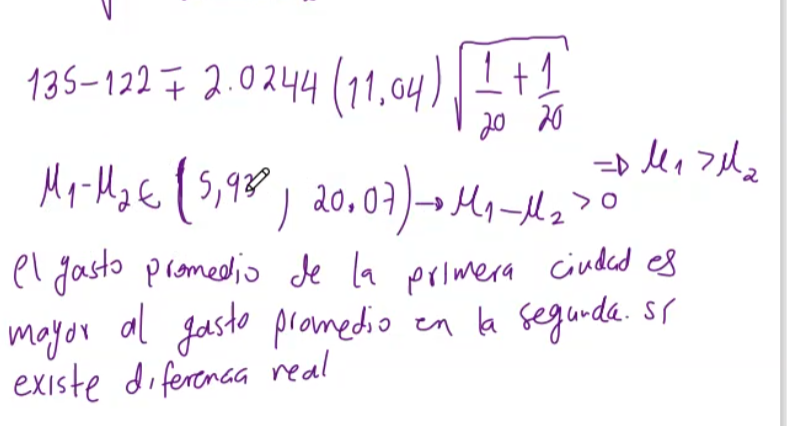 135-122 ∓ 2.0244 (11,04) √(1/20 + 1/20)
⇒ μ₁ > μ₂
μ₁-μ₂ ∈ (5,93, 20.07) → μ₁-μ₂ > 0
el gasto promedio de la primera ciudad es
mayor al gasto promedio en la segunda. sí
existe diferencia real